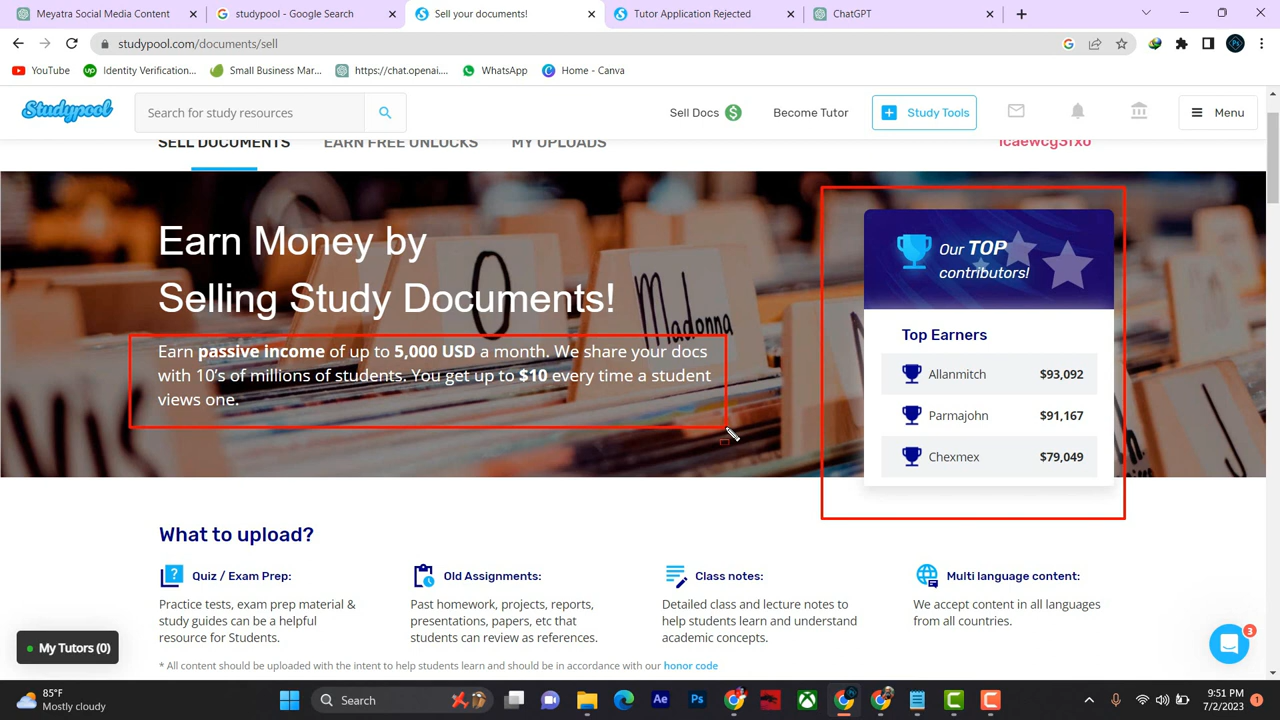 Meyatra Social Media Content
studypool - Google Search
Sell your documents!
Tutor Application Rejected
ChatGPT
studypool.com/documents/sell
YouTube
Identity Verification...
Small Business Mar...
https://chat.openai....
WhatsApp
Home - Canva
Studypool
Search for study resources
Sell Docs
Become Tutor
Study Tools
Menu
SELL DOCUMENTS
EARN FREE UNLOCKS
MY UPLOADS
Earn Money by
Selling Study Documents!
Earn passive income of up to 5,000 USD a month. We share your docs
with 10's of millions of students. You get up to $10 every time a student
views one.
Our TOP
contributors!
Top Earners
Allanmitch $93,092
Parmajohn $91,167
Chexmex $79,049
Madonna
What to upload?
Quiz / Exam Prep:
Practice tests, exam prep material &
study guides can be a helpful
resource for Students.
Old Assignments:
Past homework, projects, reports,
presentations, papers, etc that
students can review as references.
Class notes:
Detailed class and lecture notes to
help students learn and understand
academic concepts.
Multi language content:
We accept content in all languages
from all countries.
* All content should be uploaded with the intent to help students learn and should be in accordance with our honor code
My Tutors (0)
3
85°F
Mostly cloudy
Search
Ae
Ps
9:51 PM
7/2/2023
1